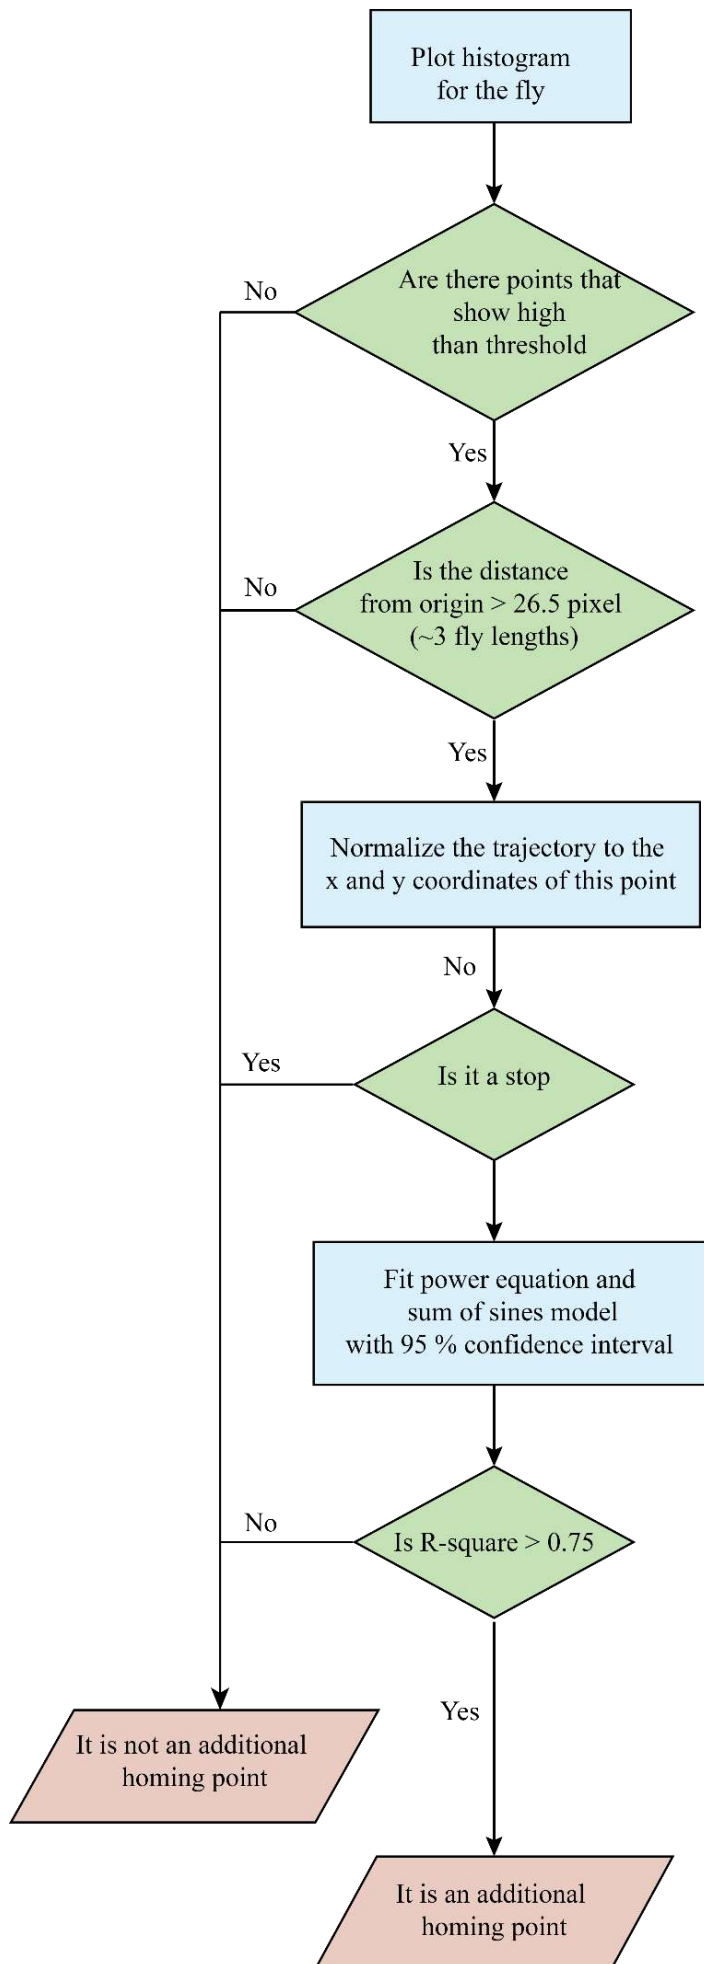 Plot histogram
for the fly
Are there points that
show high
than threshold
No
Yes
Is the distance
from origin > 26.5 pixel
(~3 fly lengths)
No
Yes
Normalize the trajectory to the
x and y coordinates of this point
No
Is it a stop
Yes
Fit power equation and
sum of sines model
with 95 % confidence interval
Is R-square > 0.75
No
Yes
It is not an additional
homing point
It is an additional
homing point